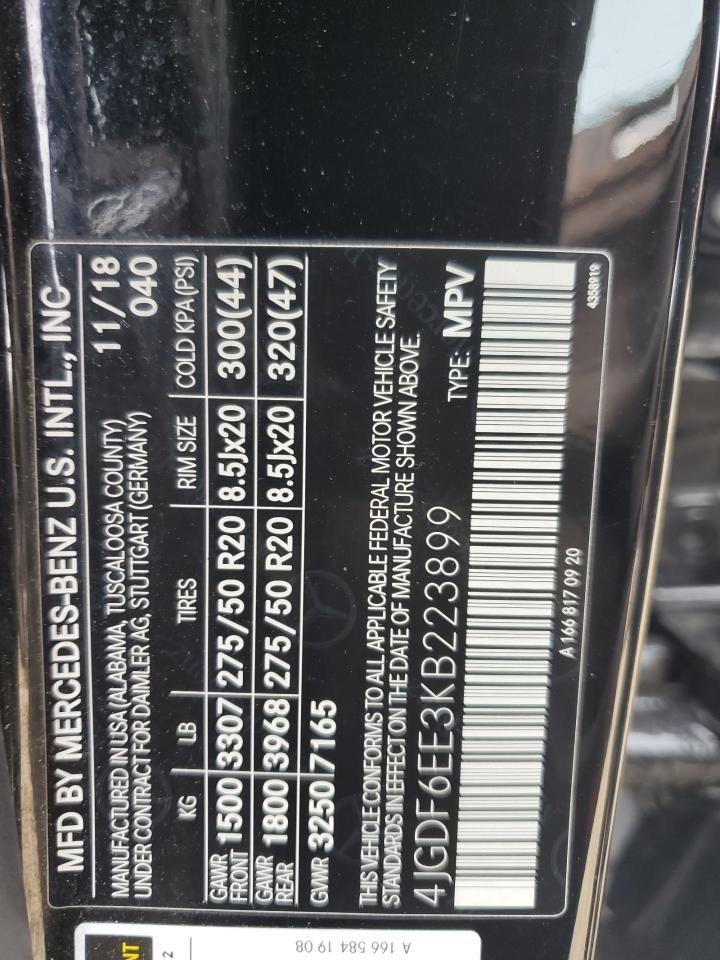 MFD BY MERCEDES-BENZ U.S. INTL., INC
MANUFACTURED IN USA (ALABAMA, TUSCALOOSA COUNTY) 11/18
UNDER CONTRACT FOR DAIMLER AG, STUTTGART (GERMANY) 040
KG LB TIRES RIM SIZE COLD KPA (PSI)
GAWR FRONT 1500 3307 275/50 R20 8.5Jx20 300(44)
GAWR REAR 1800 3968 275/50 R20 8.5Jx20 320(47)
GWR 3250 7165
THIS VEHICLE CONFORMS TO ALL APPLICABLE FEDERAL MOTOR VEHICLE SAFETY
STANDARDS IN EFFECT ON THE DATE OF MANUFACTURE SHOWN ABOVE.
4JGDF6EE3KB223899 TYPE: MPV
A 166 817 09 20 4358919
A 166 584 19 08
2